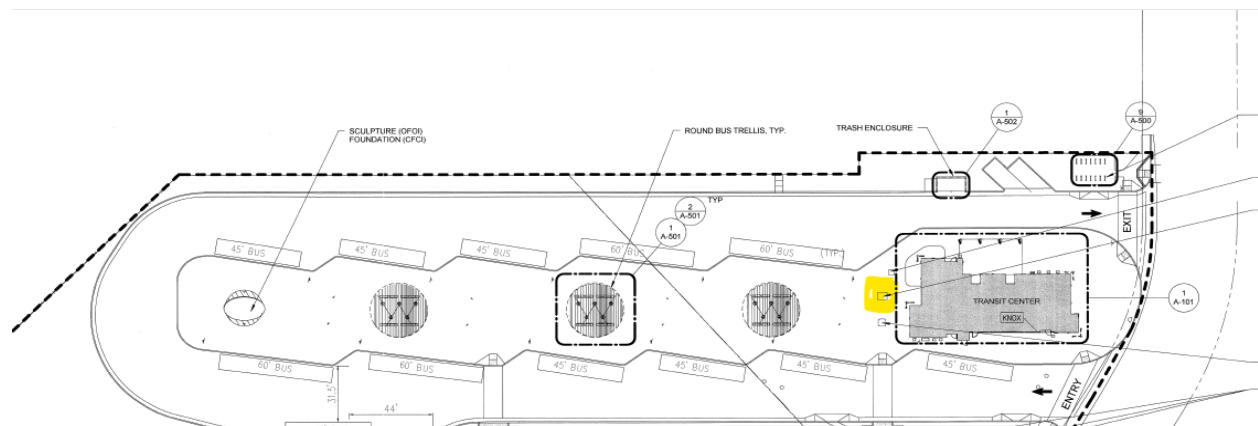 1
A-502
9
A-500
SCULPTURE (OFOI)
FOUNDATION (CFCI)
ROUND BUS TRELLIS, TYP.
TRASH ENCLOSURE
TYP
2
A-501
1
A-501
EXIT
45' BUS
45' BUS
45' BUS
60' BUS
60' BUS
(TYP.)
TRANSIT CENTER
KNOX
1
A-101
60' BUS
60' BUS
45' BUS
45' BUS
45' BUS
45' BUS
31.5'
44'
ENTRY